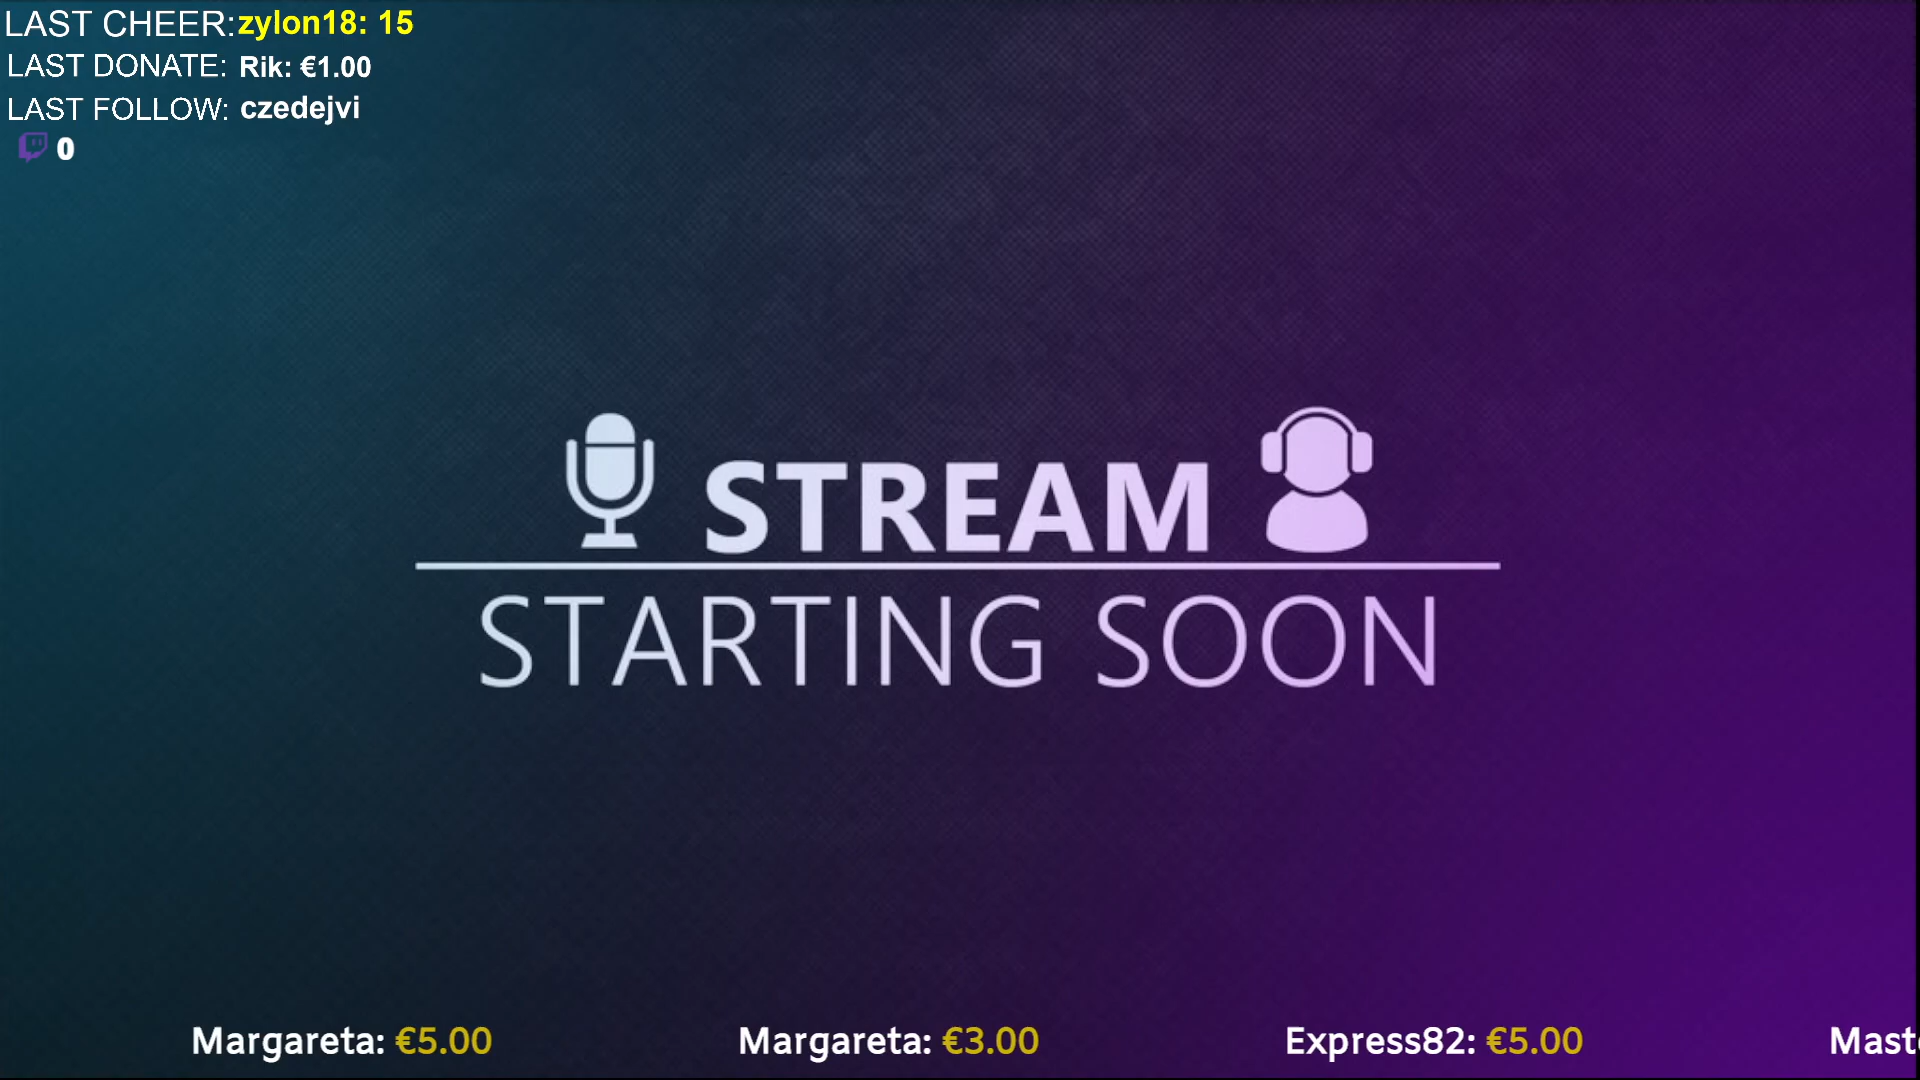 LAST CHEER:zylon18: 15
LAST DONATE: Rik: €1.00
LAST FOLLOW: czedejvi
0
STREAM
STARTING SOON
Margareta: €5.00 Margareta: €3.00 Express82: €5.00